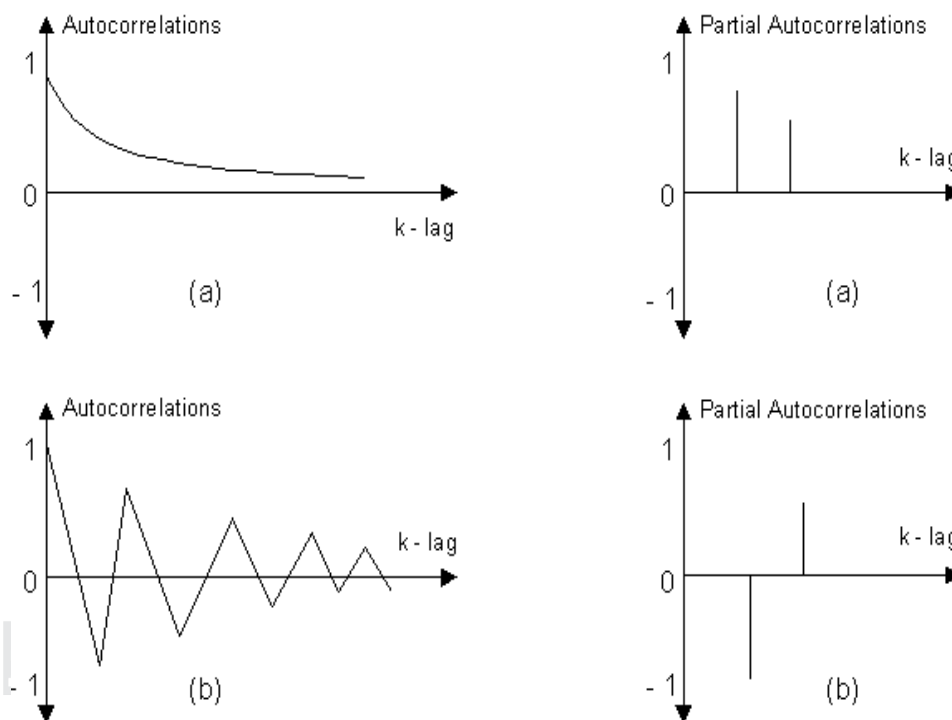 Autocorrelations
1
0
k - lag
- 1
(a)
Partial Autocorrelations
1
k - lag
0
- 1
(a)
Autocorrelations
1
k - lag
0
- 1
(b)
Partial Autocorrelations
1
k - lag
0
- 1
(b)